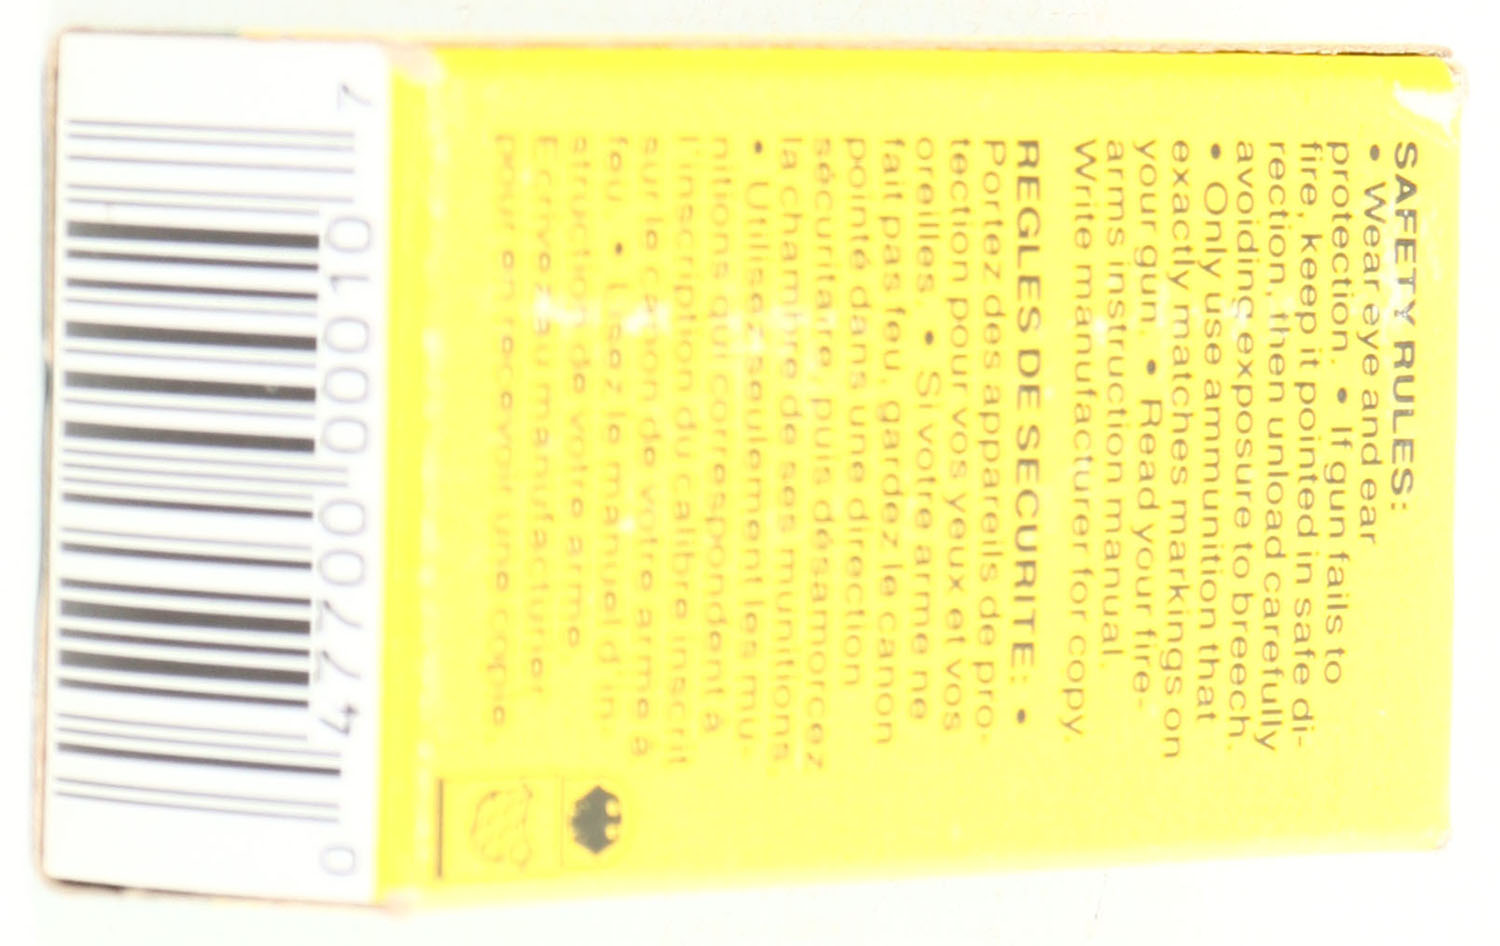 SAFETY RULES:
• Wear eye and ear
protection. • If gun fails to
fire, keep it pointed in safe di-
rection, then unload carefully
avoiding exposure to breech.
• Only use ammunition that
exactly matches markings on
your gun. • Read your fire-
arms instruction manual.
Write manufacturer for copy.
REGLES DE SECURITE: •
Portez des appareils de pro-
tection pour vos yeux et vos
oreilles. • Si votre arme ne
fait pas feu, gardez le canon
pointé dans une direction
sécuritaire, puis désamorcez
la chambre de ses munitions.
• Utilisez seulement les mu-
nitions qui correspondent à
l'inscription du calibre inscrit
sur le canon de votre arme à
feu. • Lisez le manuel d'in-
struction de votre arme.
Ecrivez au manufacturier
pour en recevoir une copie.
0 47700 00010 7